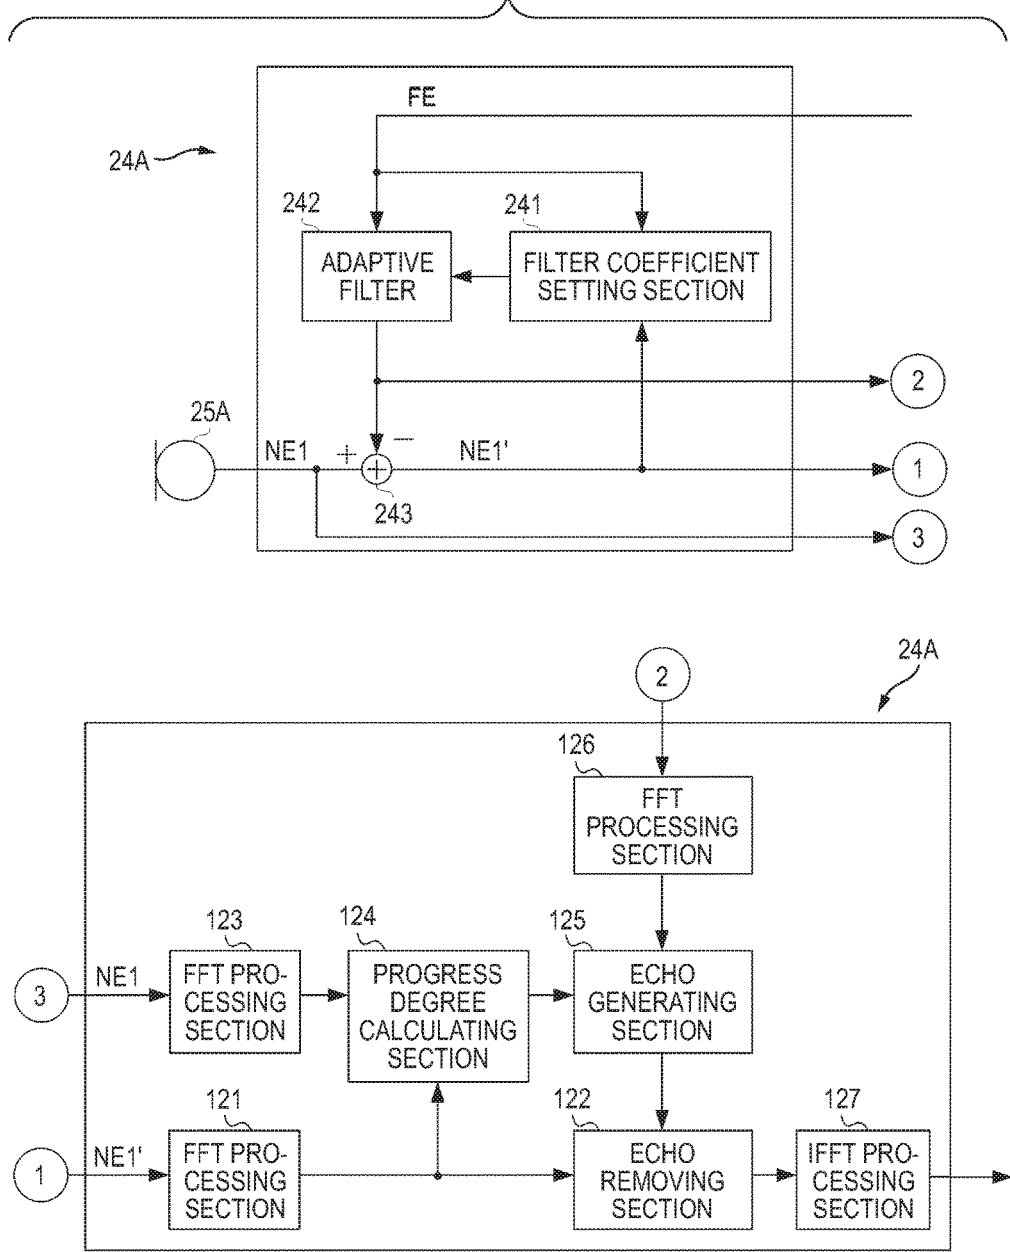 FE
24A
242
241
ADAPTIVE
FILTER
FILTER COEFFICIENT
SETTING SECTION
2
25A
NE1
+
−
NE1'
+
1
243
3
24A
2
126
FFT
PROCESSING
SECTION
123
124
125
3
NE1
FFT PRO-
CESSING
SECTION
PROGRESS
DEGREE
CALCULATING
SECTION
ECHO
GENERATING
SECTION
121
122
127
1
NE1'
FFT PRO-
CESSING
SECTION
ECHO
REMOVING
SECTION
IFFT PRO-
CESSING
SECTION